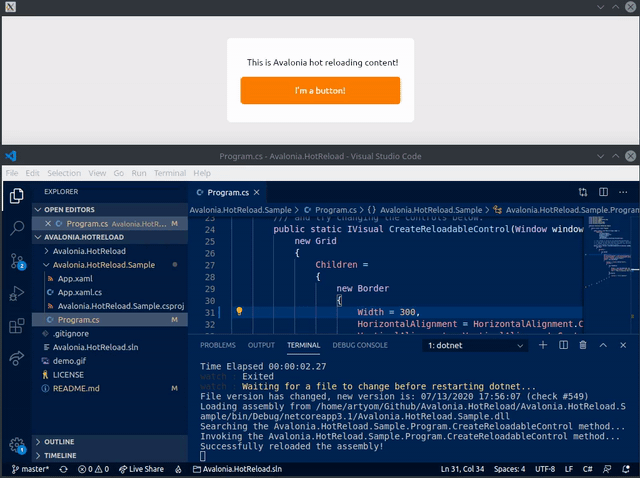 This is Avalonia hot reloading content!
I'm a button!
Program.cs - Avalonia.HotReload - Visual Studio Code
File Edit Selection View Go Run Terminal Help
EXPLORER
OPEN EDITORS
Program.cs Avalonia.HotR... M
AVALONIA.HOTRELOAD
Avalonia.HotReload
Avalonia.HotReload.Sample
App.xaml
App.xaml.cs
Avalonia.HotReload.Sample.csproj
Program.cs M
.gitignore
Avalonia.HotReload.sln
demo.gif
LICENSE
README.md M
OUTLINE
TIMELINE
Program.cs
Avalonia.HotReload.Sample > Program.cs > {} Avalonia.HotReload.Sample > Avalonia.HotReload.Sample.Program
23 /// and try changing the controls below.
24 public static IVisual CreateReloadableControl(Window window
25 new Grid
26 {
27 Children =
28 {
29 new Border
30 {
31 Width = 300,
32 HorizontalAlignment = HorizontalAlignment.C
PROBLEMS OUTPUT TERMINAL DEBUG CONSOLE 1: dotnet
Time Elapsed 00:00:02.27
watch : Exited
watch : Waiting for a file to change before restarting dotnet...
File version has changed, new version is: 07/13/2020 17:56:07 (check #549)
Loading assembly from /home/artyom/Github/Avalonia.HotReload/Avalonia.HotReload.S
ample/bin/Debug/netcoreapp3.1/Avalonia.HotReload.Sample.dll
Searching the Avalonia.HotReload.Sample.Program.CreateReloadableControl method...
Invoking the Avalonia.HotReload.Sample.Program.CreateReloadableControl method...
Successfully reloaded the assembly!
master* 0 0 Live Share Avalonia.HotReload.sln Ln 31, Col 34 Spaces: 4 UTF-8 LF C#